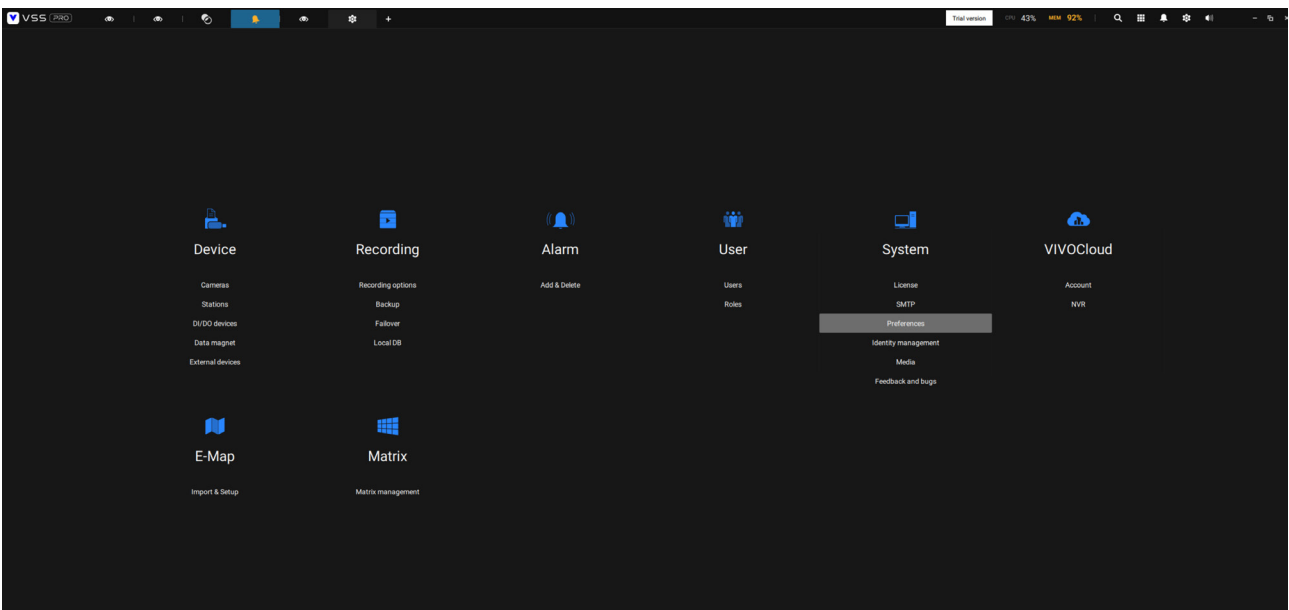 VSS PRO
Trial version CPU 43% MEM 92%
Device Recording Alarm User System VIVOCloud
Cameras Recording options Add & Delete Users License Account
Stations Backup Roles SMTP NVR
DI/DO devices Failover Preferences
Data magnet Local DB Identity management
External devices Media
Feedback and bugs
E-Map Matrix
Import & Setup Matrix management